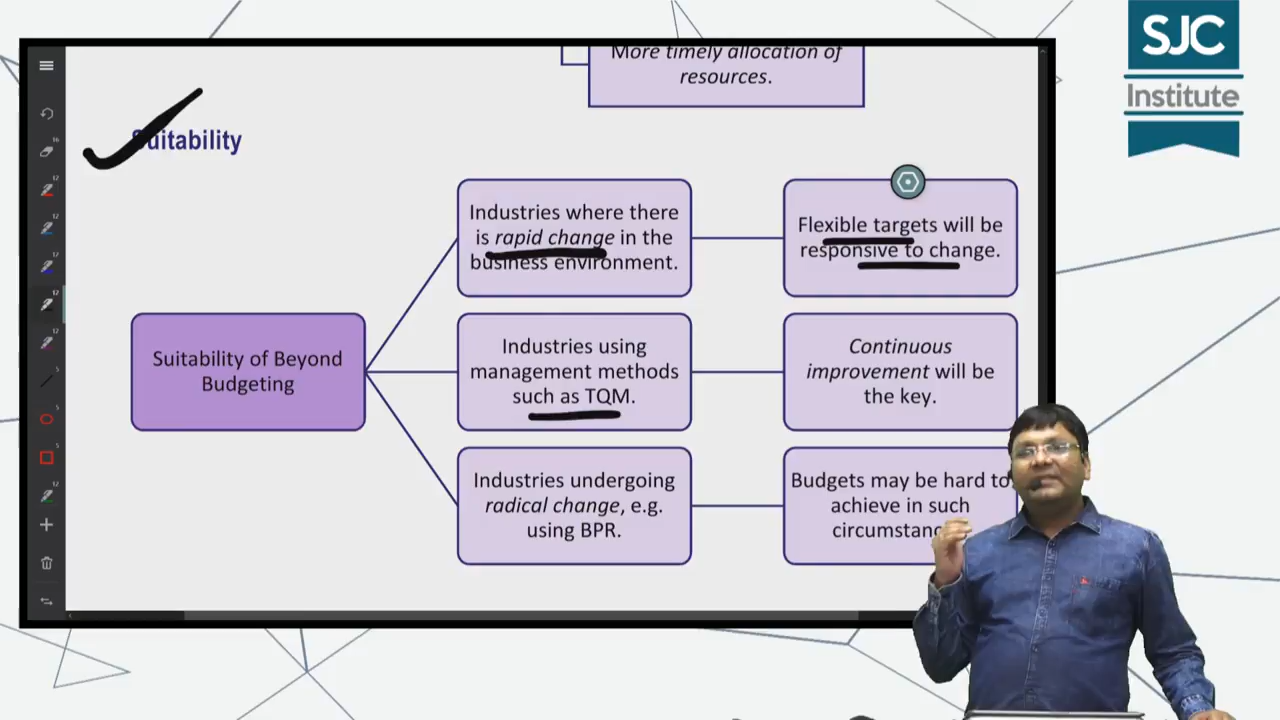 More timely allocation of
resources.
Suitability
Industries where there
is rapid change in the
business environment.
Flexible targets will be
responsive to change.
Suitability of Beyond
Budgeting
Industries using
management methods
such as TQM.
Continuous
improvement will be
the key.
Industries undergoing
radical change, e.g.
using BPR.
Budgets may be hard to
achieve in such
SJC
Institute